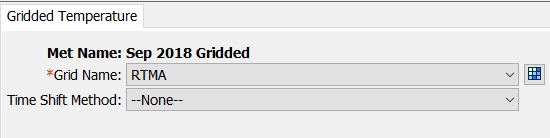 Gridded Temperature
Met Name: Sep 2018 Gridded
*Grid Name: RTMA
Time Shift Method: --None--